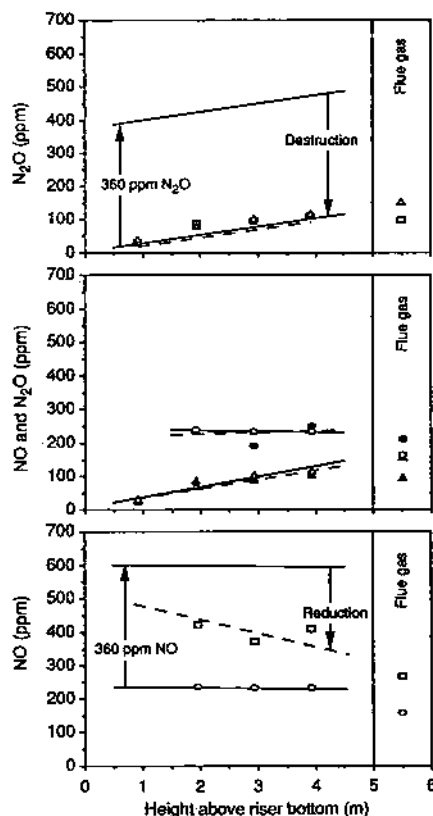 700
600
500
400
300
200
100
0
N₂O (ppm)
360 ppm N₂O
Destruction
Flue gas
700
600
500
400
300
200
100
0
NO and N₂O (ppm)
Flue gas
700
600
500
400
300
200
100
0
NO (ppm)
360 ppm NO
Reduction
Flue gas
0 1 2 3 4 5 6
Height above riser bottom (m)